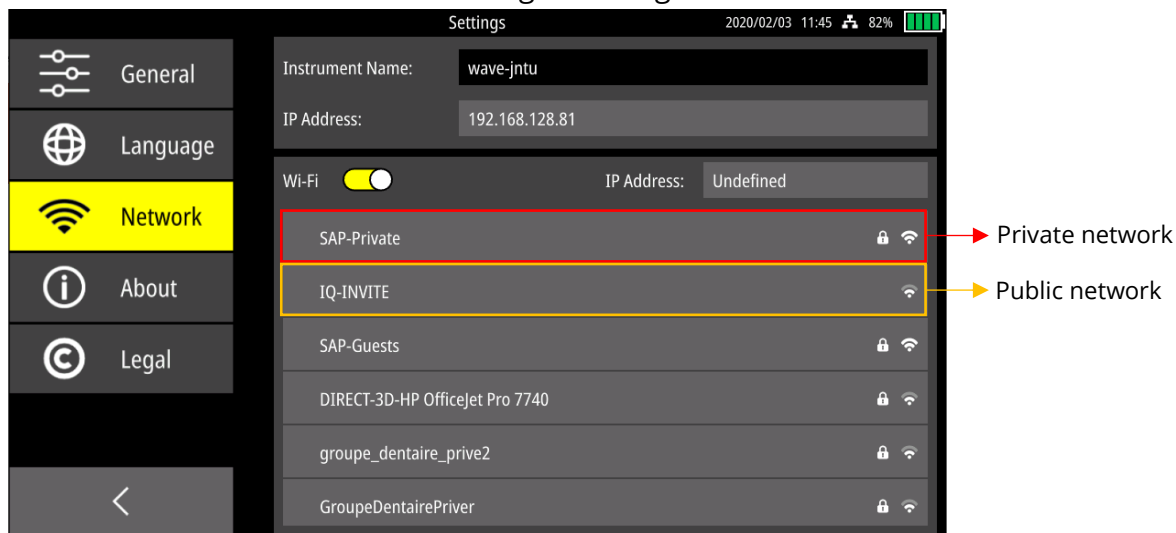 Settings 2020/02/03 11:45 82%
General
Language
Network
About
Legal
Instrument Name: wave-jntu
IP Address: 192.168.128.81
Wi-Fi IP Address: Undefined
SAP-Private
IQ-INVITE
SAP-Guests
DIRECT-3D-HP OfficeJet Pro 7740
groupe_dentaire_prive2
GroupeDentairePriver
Private network
Public network